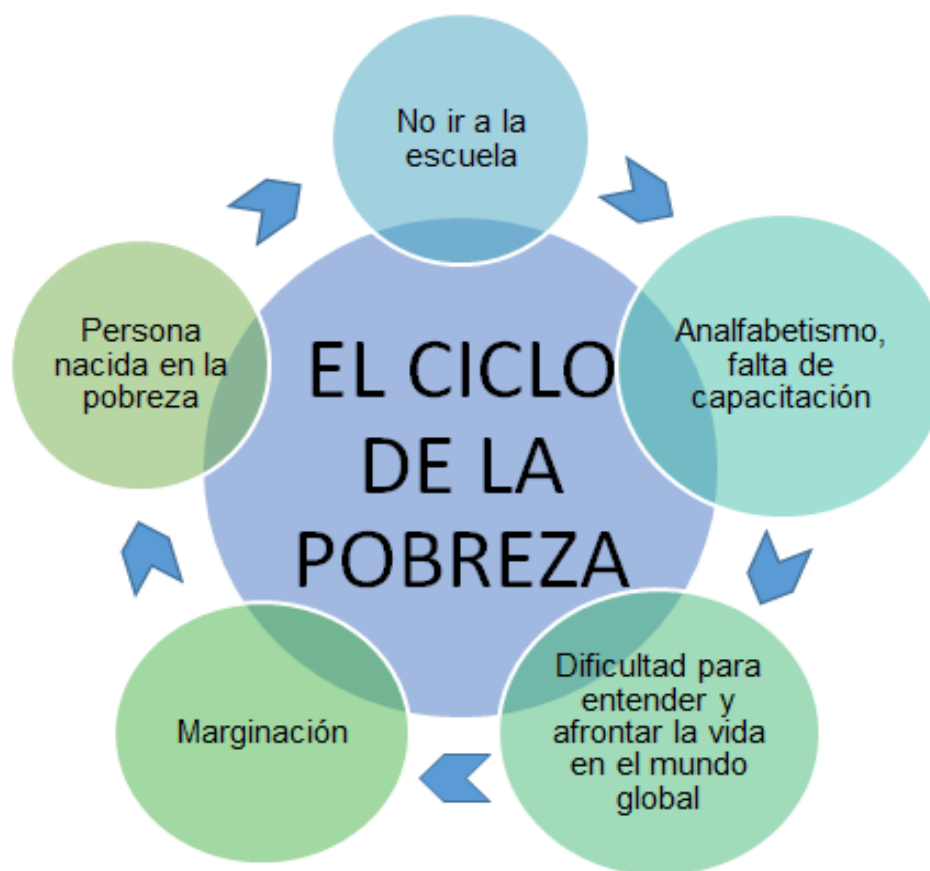 No ir a la
escuela
Persona
nacida en la
pobreza
EL CICLO
DE LA
POBREZA
Analfabetismo,
falta de
capacitación
Marginación
Dificultad para
entender y
afrontar la vida
en el mundo
global